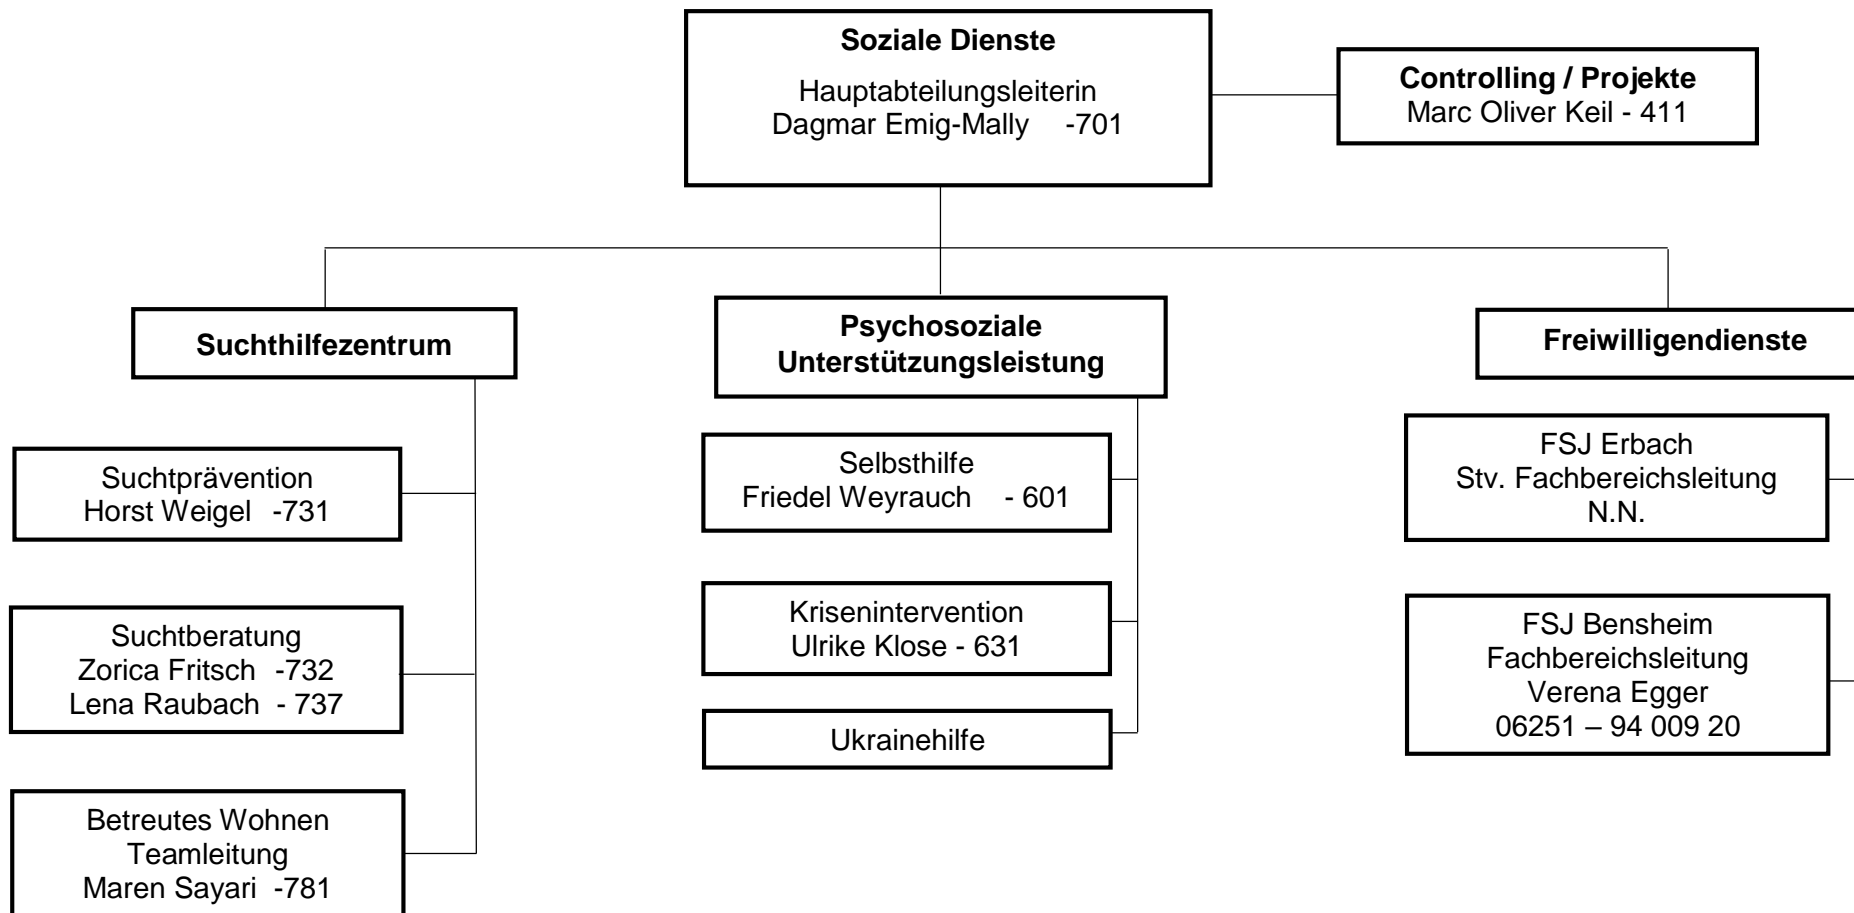 Soziale Dienste
Hauptabteilungsleiterin
Dagmar Emig-Mally -701
Controlling / Projekte
Marc Oliver Keil - 411
Suchthilfezentrum
Suchtprävention
Horst Weigel -731
Suchtberatung
Zorica Fritsch -732
Lena Raubach - 737
Betreutes Wohnen
Teamleitung
Maren Sayari -781
Psychosoziale
Unterstützungsleistung
Selbsthilfe
Friedel Weyrauch - 601
Krisenintervention
Ulrike Klose - 631
Ukrainehilfe
Freiwilligendienste
FSJ Erbach
Stv. Fachbereichsleitung
N.N.
FSJ Bensheim
Fachbereichsleitung
Verena Egger
06251 – 94 009 20